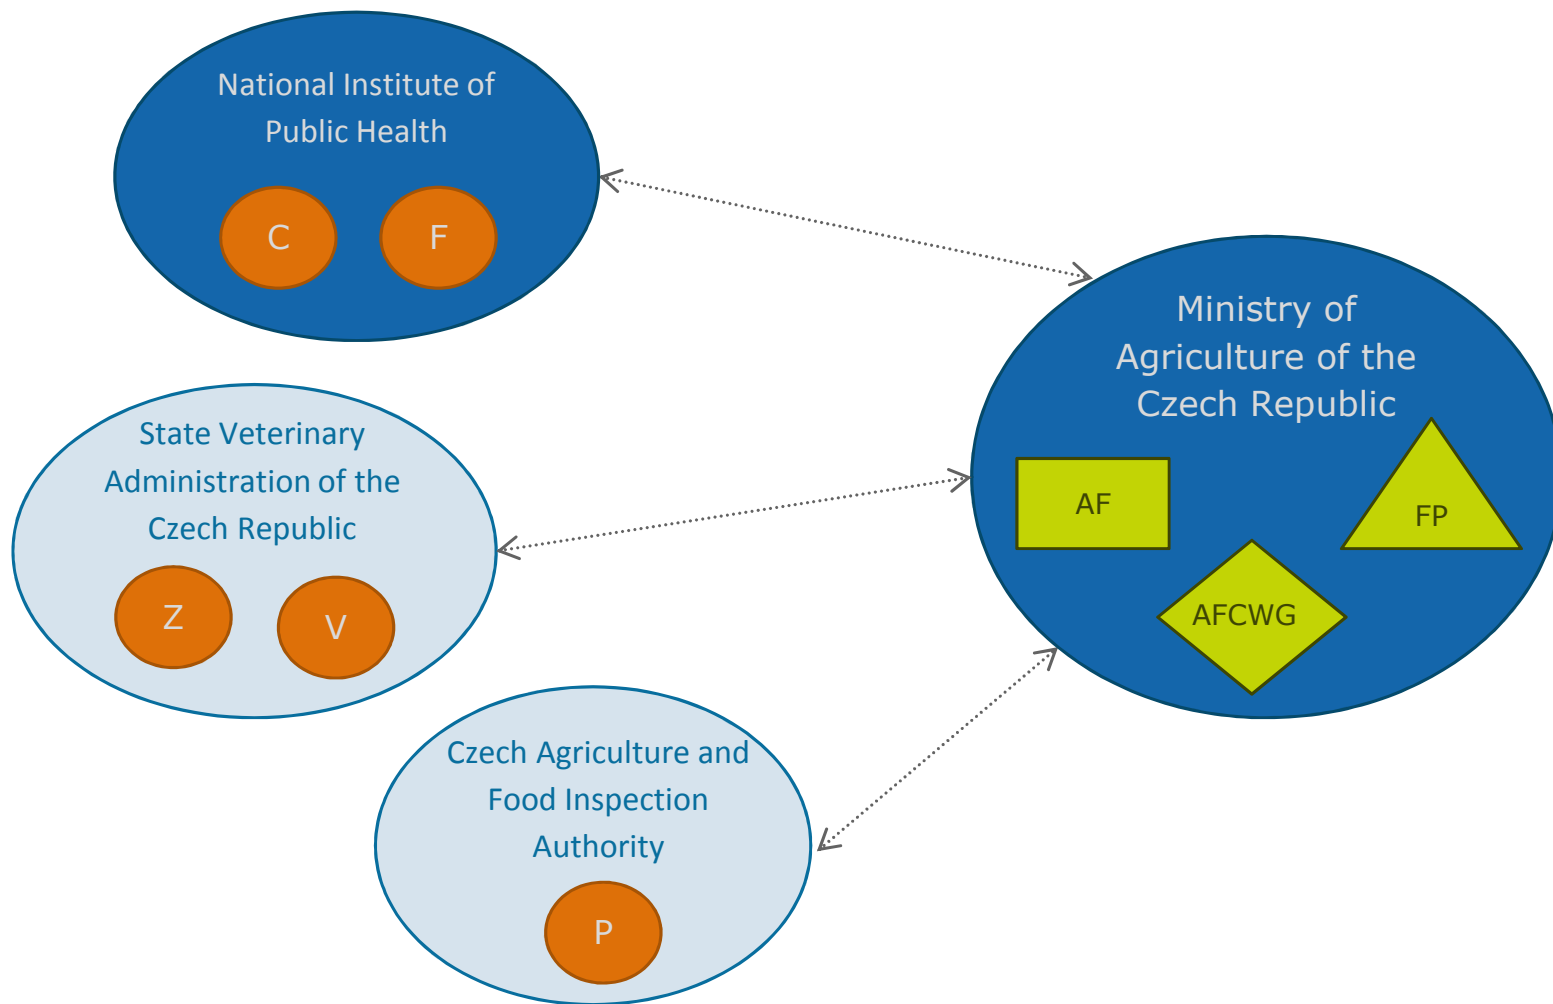 National Institute of
Public Health
C F
Ministry of
Agriculture of the
Czech Republic
AF
FP
AFCWG
State Veterinary
Administration of the
Czech Republic
Z V
Czech Agriculture and
Food Inspection
Authority
P